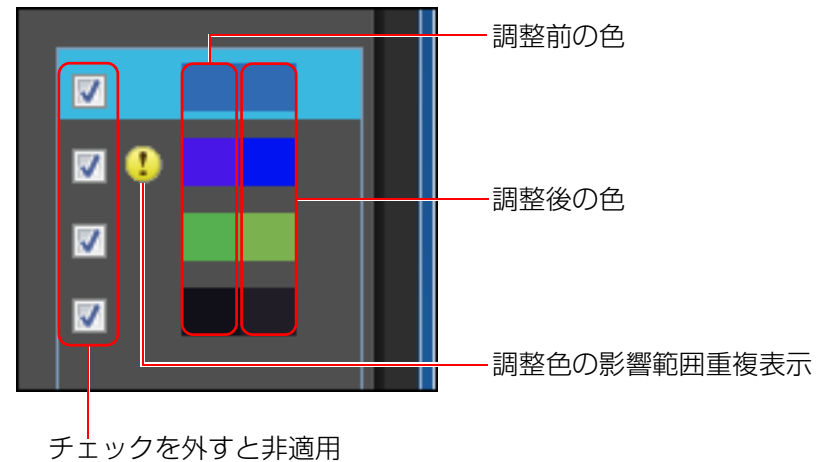 調整前の色
調整後の色
調整色の影響範囲重複表示
チェックを外すと非適用